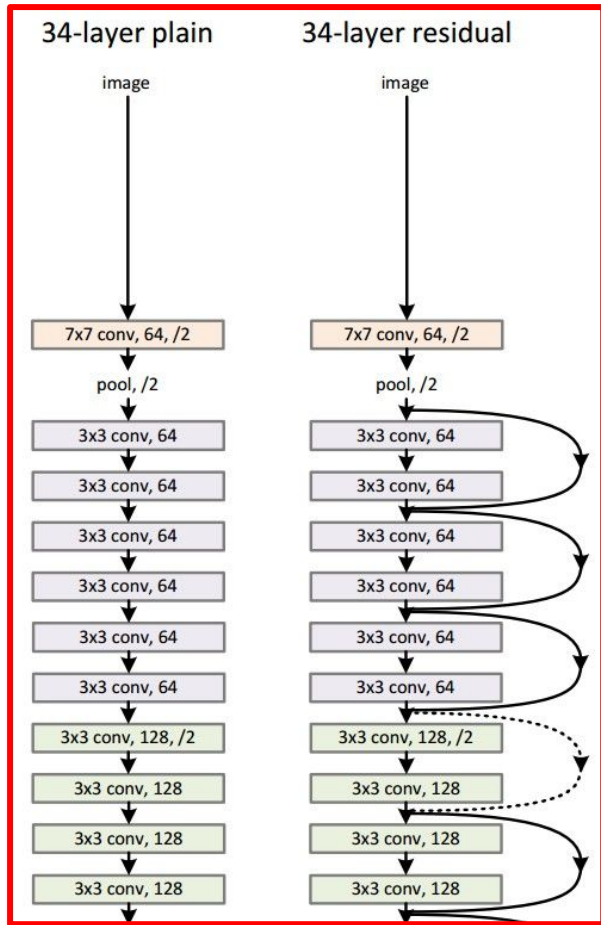 34-layer plain
image
7x7 conv, 64, /2
pool, /2
3x3 conv, 64
3x3 conv, 64
3x3 conv, 64
3x3 conv, 64
3x3 conv, 64
3x3 conv, 64
3x3 conv, 128, /2
3x3 conv, 128
3x3 conv, 128
3x3 conv, 128
34-layer residual
image
7x7 conv, 64, /2
pool, /2
3x3 conv, 64
3x3 conv, 64
3x3 conv, 64
3x3 conv, 64
3x3 conv, 64
3x3 conv, 64
3x3 conv, 128, /2
3x3 conv, 128
3x3 conv, 128
3x3 conv, 128